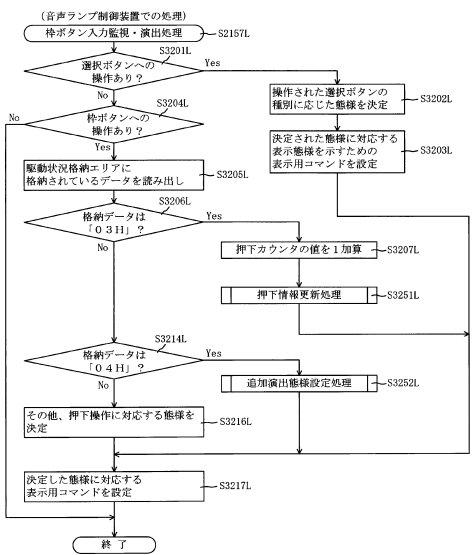 (音声ランプ制御装置での処理)
枠ボタン入力監視・演出処理
S2157L
選択ボタンへの
操作あり?
S3201L
Yes
No
操作された選択ボタンの
種別に応じた態様を決定
S3202L
枠ボタンへの
操作あり?
S3204L
No
Yes
決定された態様に対応する
表示態様を示すための
表示用コマンドを設定
S3203L
駆動状況格納エリアに
格納されているデータを読み出し
S3205L
格納データは
「03H」?
S3206L
Yes
No
押下カウンタの値を1加算
S3207L
押下情報更新処理
S3251L
格納データは
「04H」?
S3214L
Yes
No
追加演出態様設定処理
S3252L
その他、押下操作に対応する態様を
決定
S3216L
決定した態様に対応する
表示用コマンドを設定
S3217L
終了